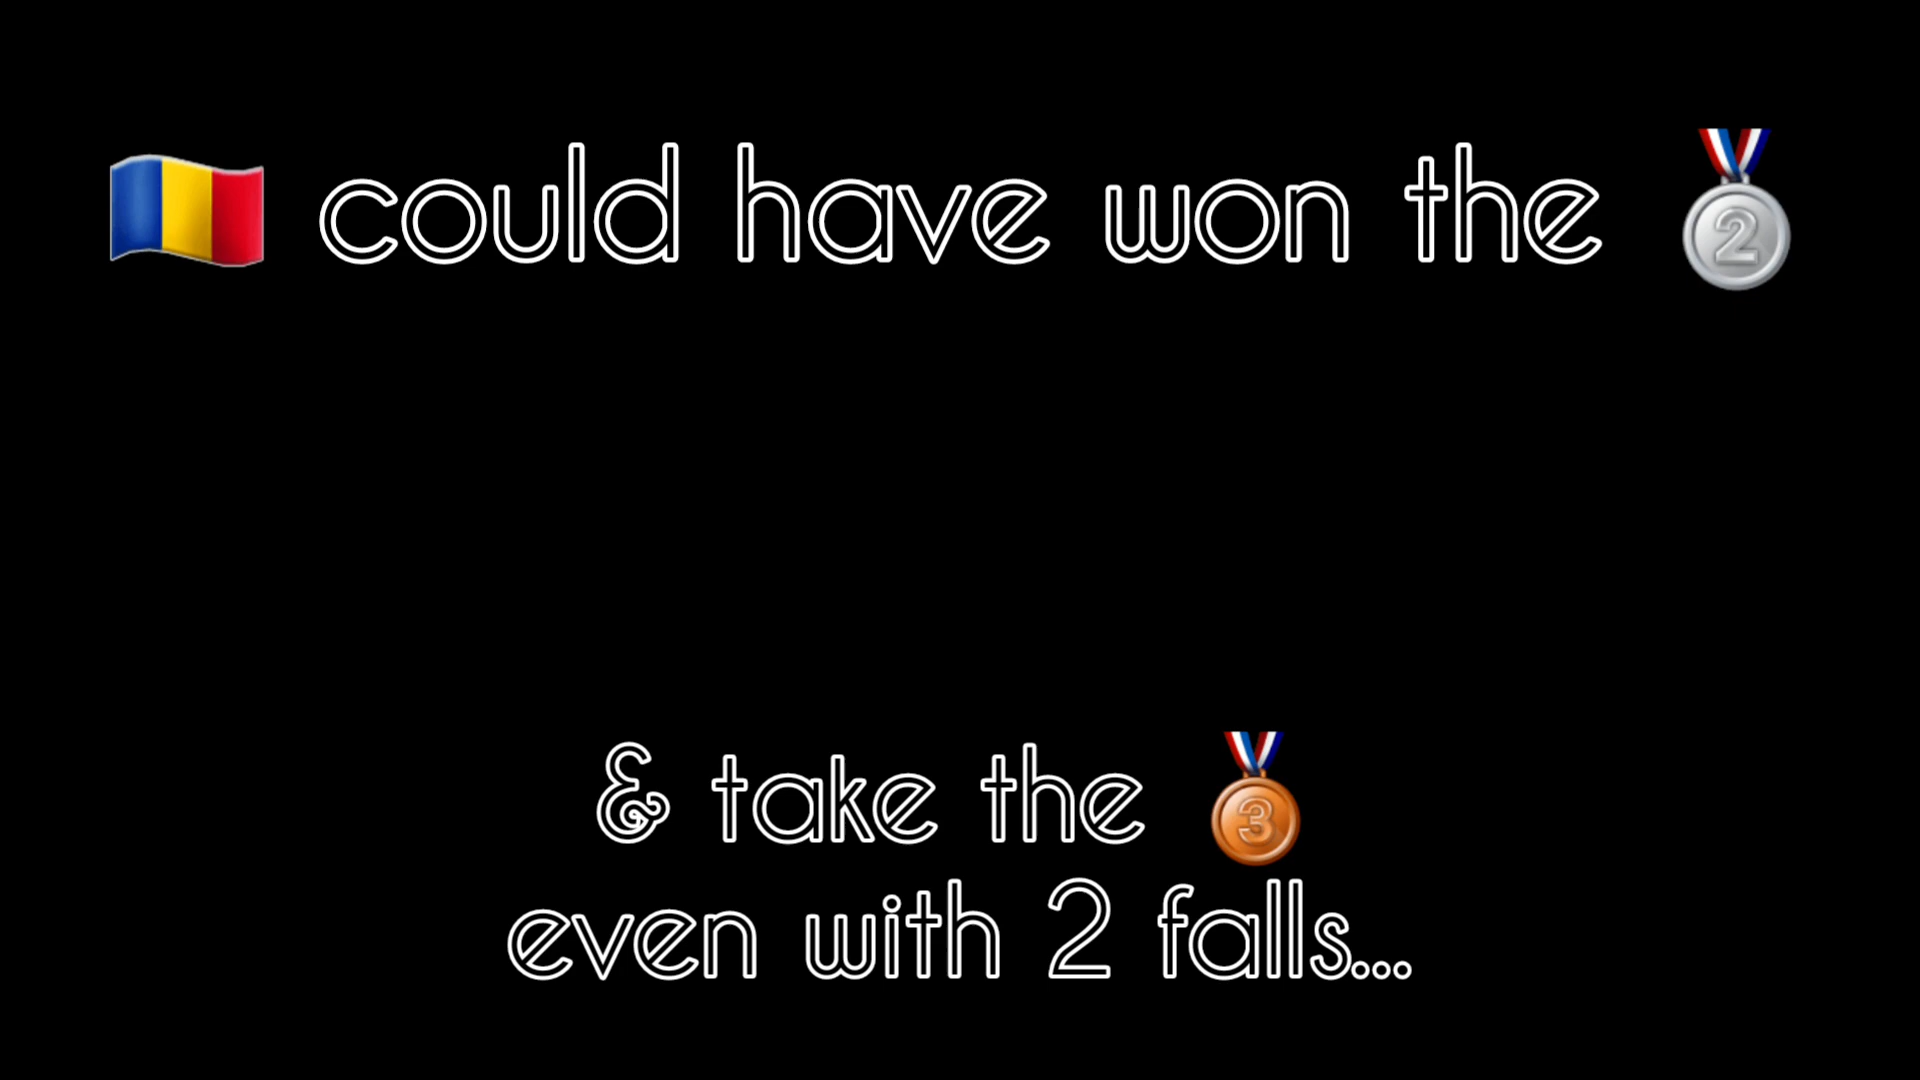 🇷🇴 could have won the 🥈
& take the 🥉
even with 2 falls...